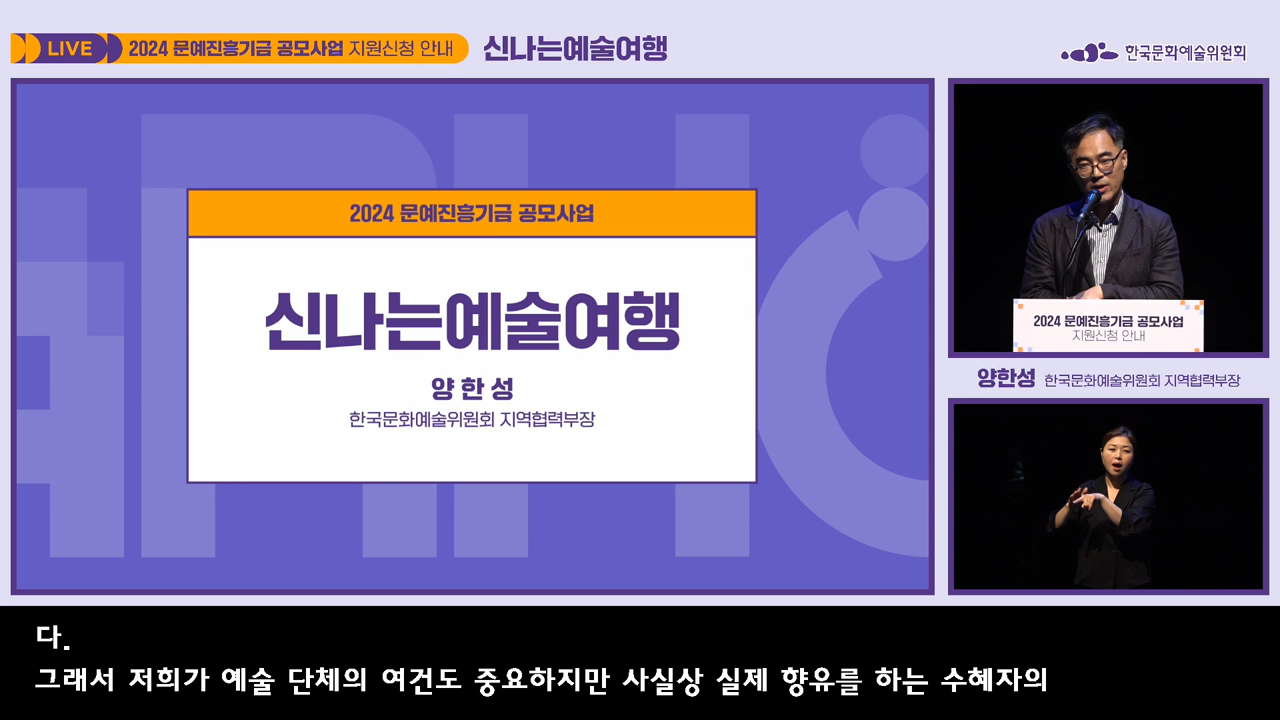 LIVE 2024 문예진흥기금 공모사업 지원신청 안내 신나는예술여행
한국문화예술위원회
2024 문예진흥기금 공모사업
신나는예술여행
양 한 성
한국문화예술위원회 지역협력부장
2024 문예진흥기금 공모사업
지원신청 안내
양한성 한국문화예술위원회 지역협력부장
다.
그래서 저희가 예술 단체의 여건도 중요하지만 사실상 실제 향유를 하는 수혜자의